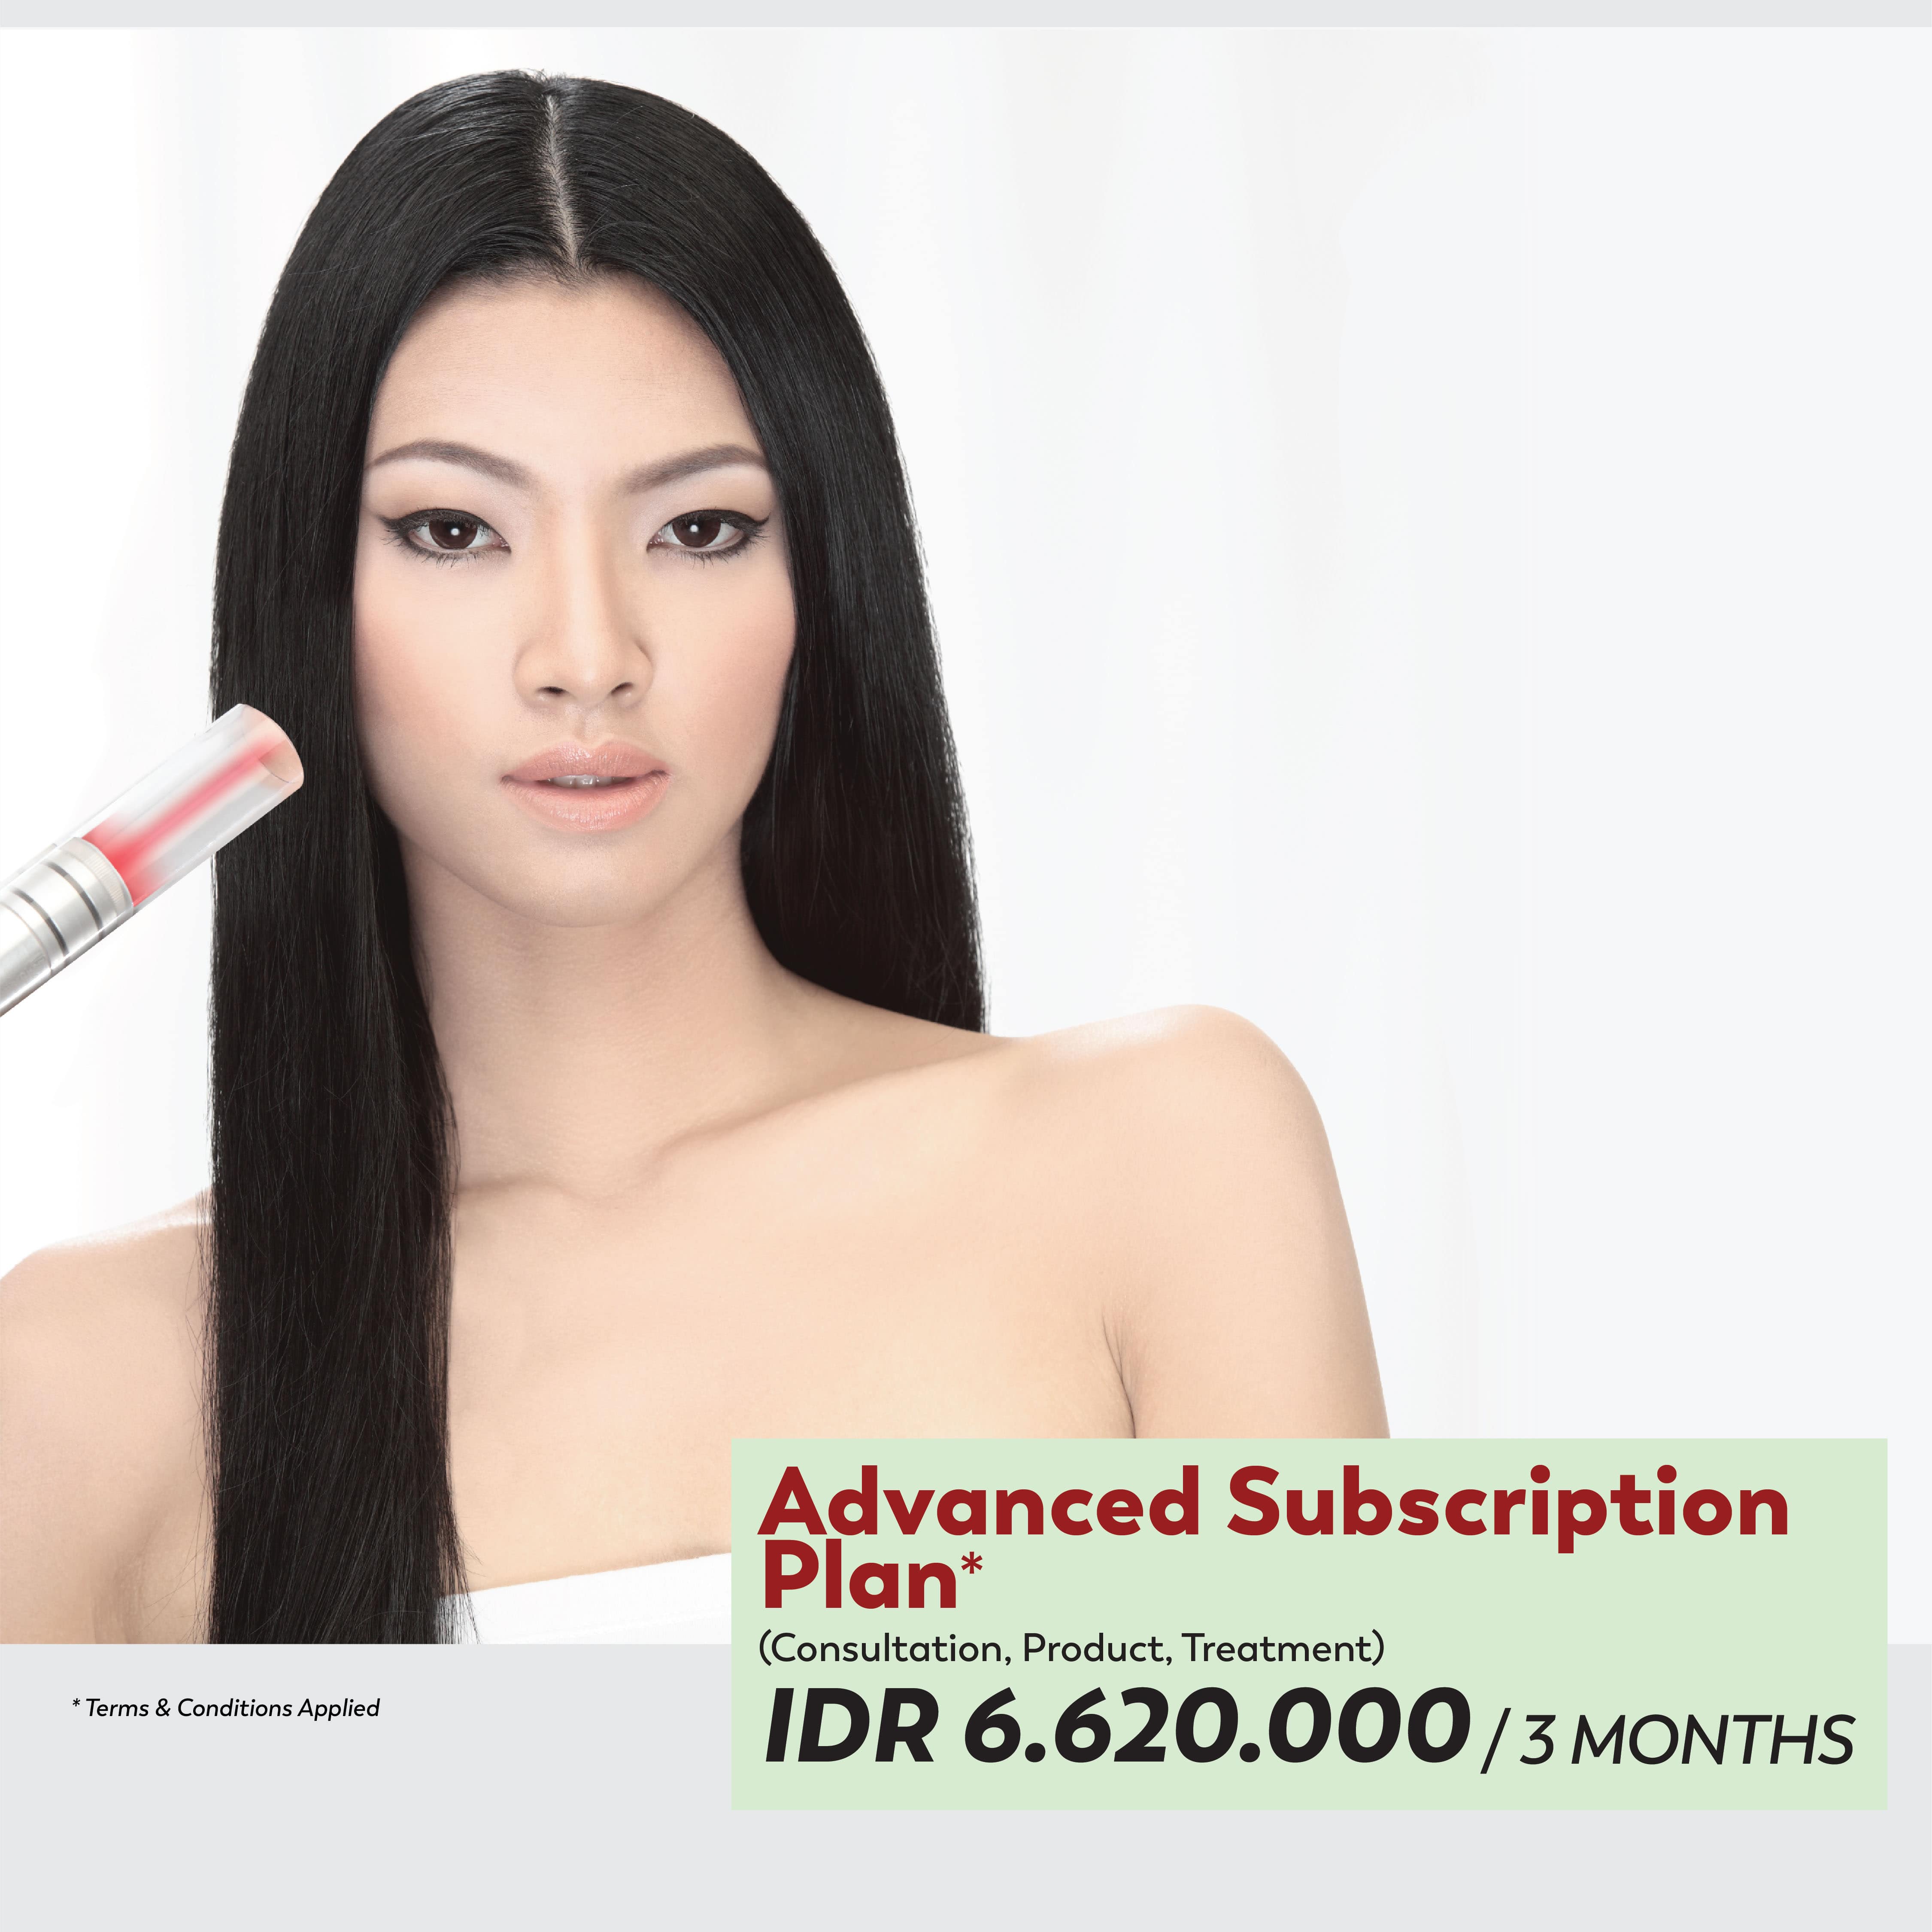 Advanced Subscription
Plan*
(Consultation, Product, Treatment)
IDR 6.620.000 / 3 MONTHS
* Terms & Conditions Applied